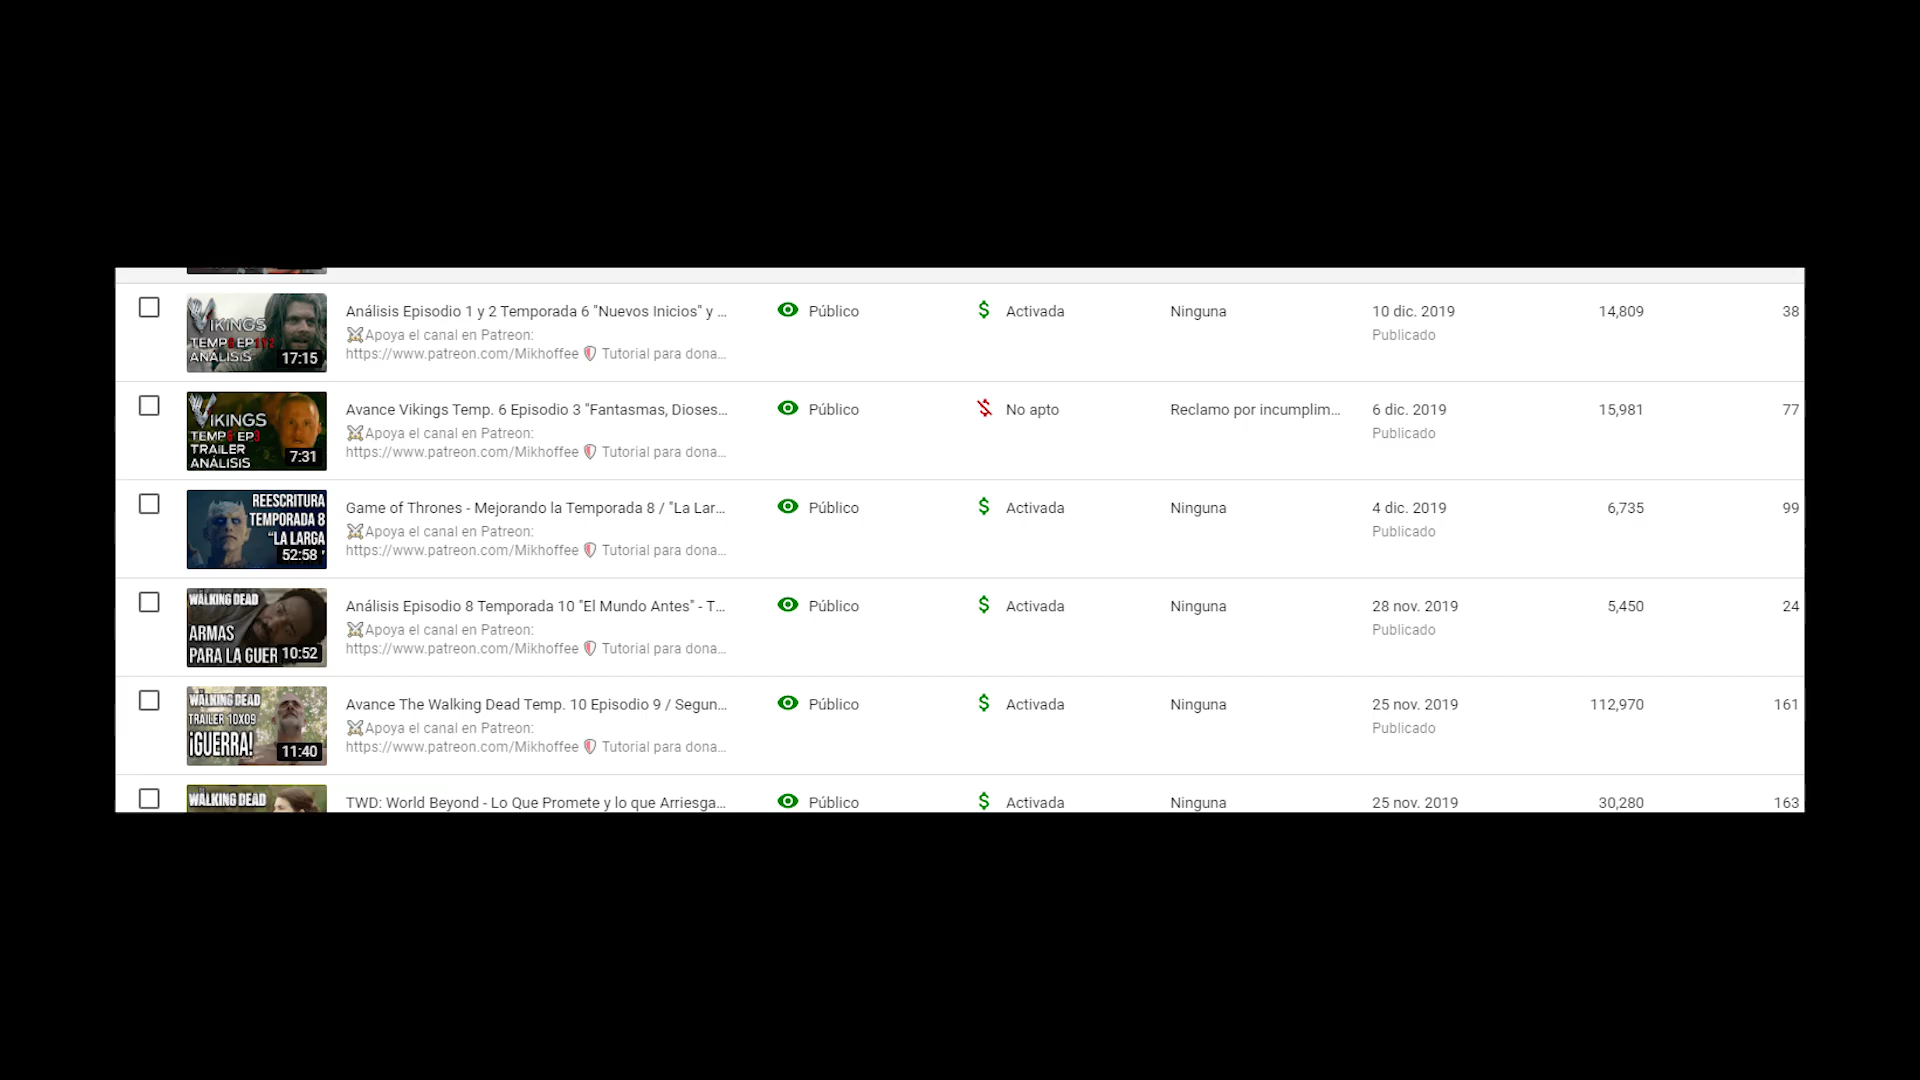 VIKINGS
TEMP6 EP1Y2
ANÁLISIS
17:15
Análisis Episodio 1 y 2 Temporada 6 "Nuevos Inicios" y ...
Apoya el canal en Patreon:
https://www.patreon.com/Mikhoffee Tutorial para dona...
Público
Activada
Ninguna
10 dic. 2019
Publicado
14,809
38
VIKINGS
TEMP6 EP3
TRAILER
ANÁLISIS
7:31
Avance Vikings Temp. 6 Episodio 3 "Fantasmas, Dioses...
Apoya el canal en Patreon:
https://www.patreon.com/Mikhoffee Tutorial para dona...
Público
No apto
Reclamo por incumplim...
6 dic. 2019
Publicado
15,981
77
REESCRITURA
TEMPORADA 8
"LA LARGA
52:58
Game of Thrones - Mejorando la Temporada 8 / "La Lar...
Apoya el canal en Patreon:
https://www.patreon.com/Mikhoffee Tutorial para dona...
Público
Activada
Ninguna
4 dic. 2019
Publicado
6,735
99
WALKING DEAD
ARMAS
PARA LA GUER
10:52
Análisis Episodio 8 Temporada 10 "El Mundo Antes" - T...
Apoya el canal en Patreon:
https://www.patreon.com/Mikhoffee Tutorial para dona...
Público
Activada
Ninguna
28 nov. 2019
Publicado
5,450
24
WALKING DEAD
TRAILER 10X09
¡GUERRA!
11:40
Avance The Walking Dead Temp. 10 Episodio 9 / Segun...
Apoya el canal en Patreon:
https://www.patreon.com/Mikhoffee Tutorial para dona...
Público
Activada
Ninguna
25 nov. 2019
Publicado
112,970
161
WALKING DEAD
TWD: World Beyond - Lo Que Promete y lo que Arriesga...
Público
Activada
Ninguna
25 nov. 2019
30,280
163